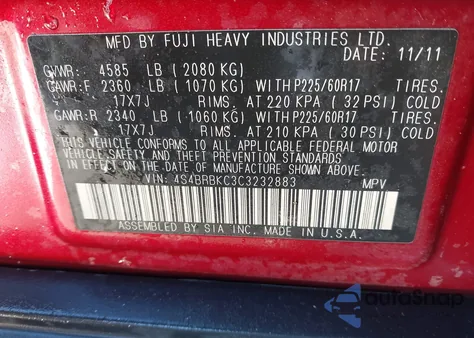 MFD BY FUJI HEAVY INDUSTRIES LTD.
DATE: 11/11
GVWR: 4585 LB (2080 KG)
GAWR:F 2360 LB (1070 KG) WITH P225/60R17 TIRES.
17X7J RIMS. AT 220 KPA (32 PSI) COLD
GAWR:R 2340 LB (1060 KG) WITH P225/60R17 TIRES.
17X7J RIMS. AT 210 KPA (30 PSI) COLD
THIS VEHICLE CONFORMS TO ALL APPLICABLE FEDERAL MOTOR
VEHICLE SAFETY AND THEFT PREVENTION STANDARDS IN EFFECT
ON THE DATE OF MANUFACTURE SHOWN ABOVE.
VIN: 4S4BRBKC3C3232883 MPV
ASSEMBLED BY SIA INC. MADE IN U.S.A.
AutoSnap